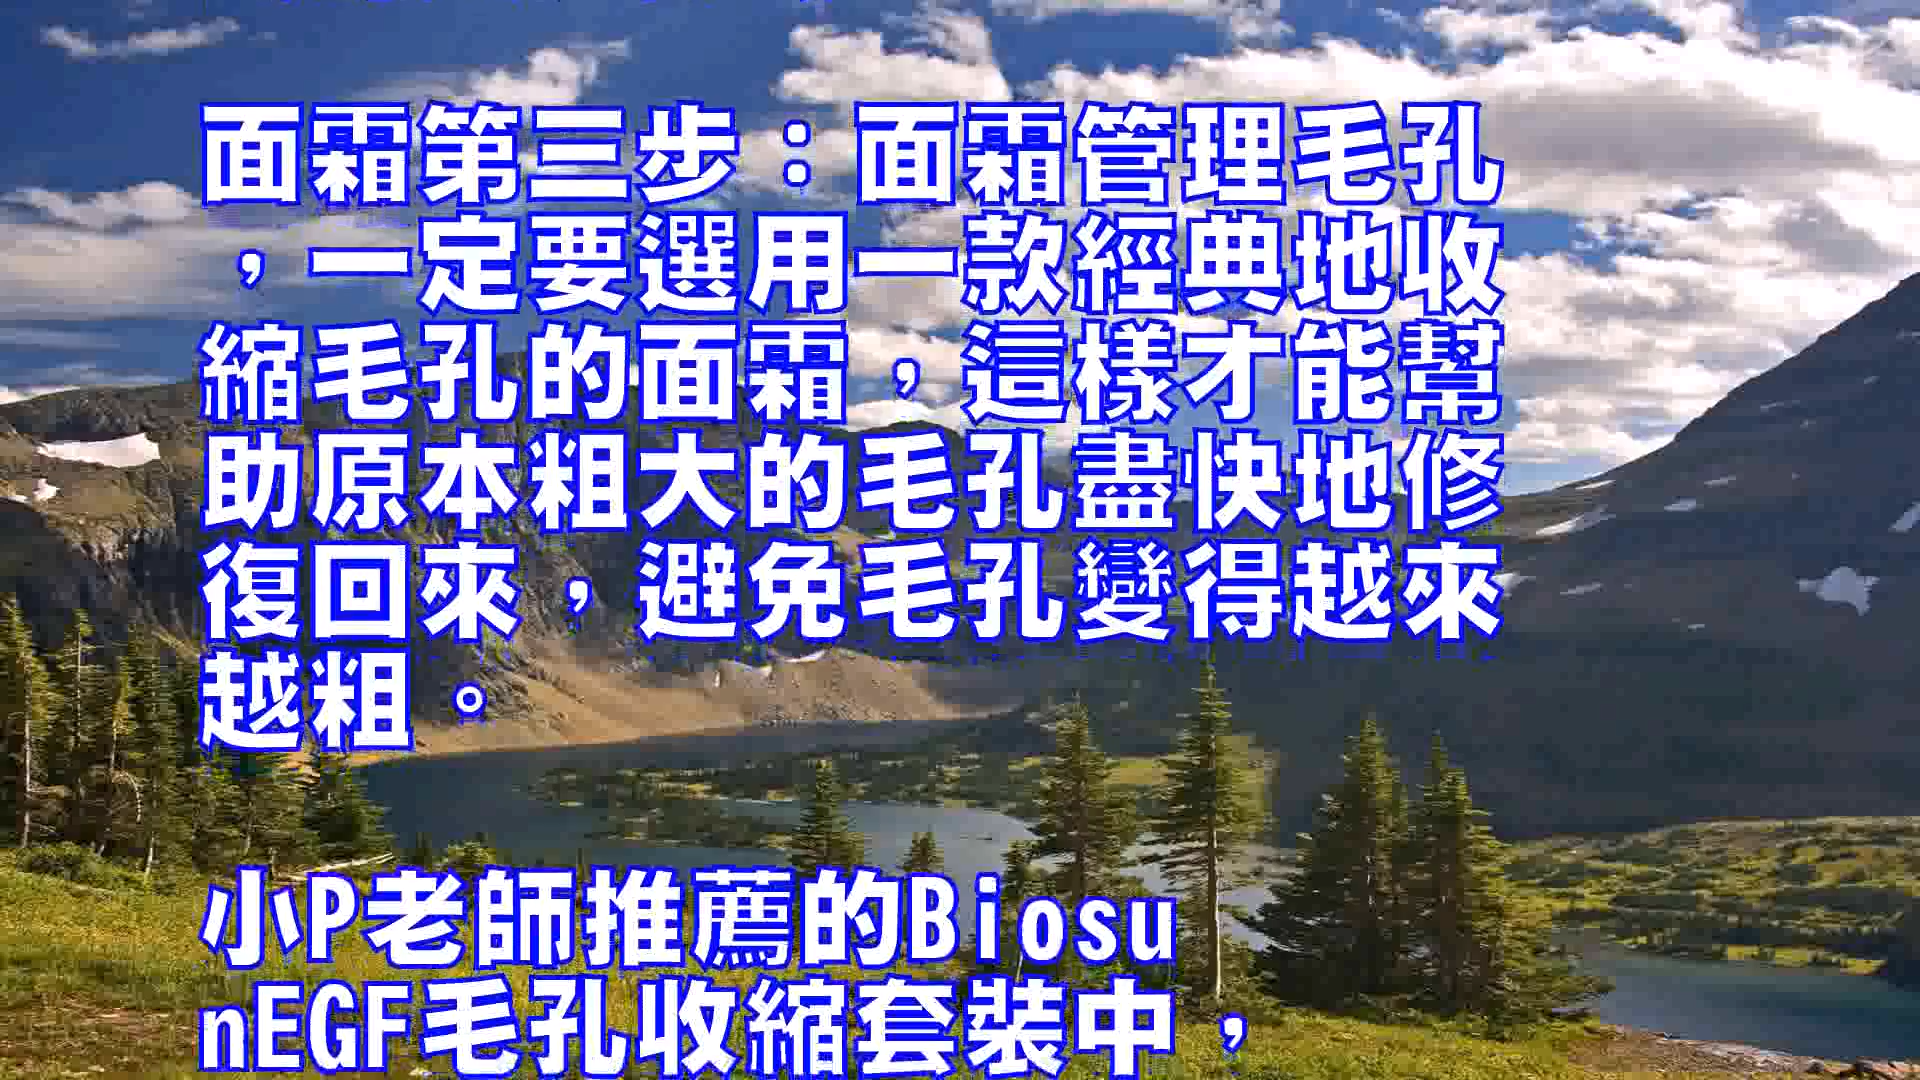 面霜第三步：面霜管理毛孔
，一定要選用一款經典地收
縮毛孔的面霜，這樣才能幫
助原本粗大的毛孔盡快地修
復回來，避免毛孔變得越來
越粗。
小P老師推薦的Biosu
nEGF毛孔收縮套裝中，